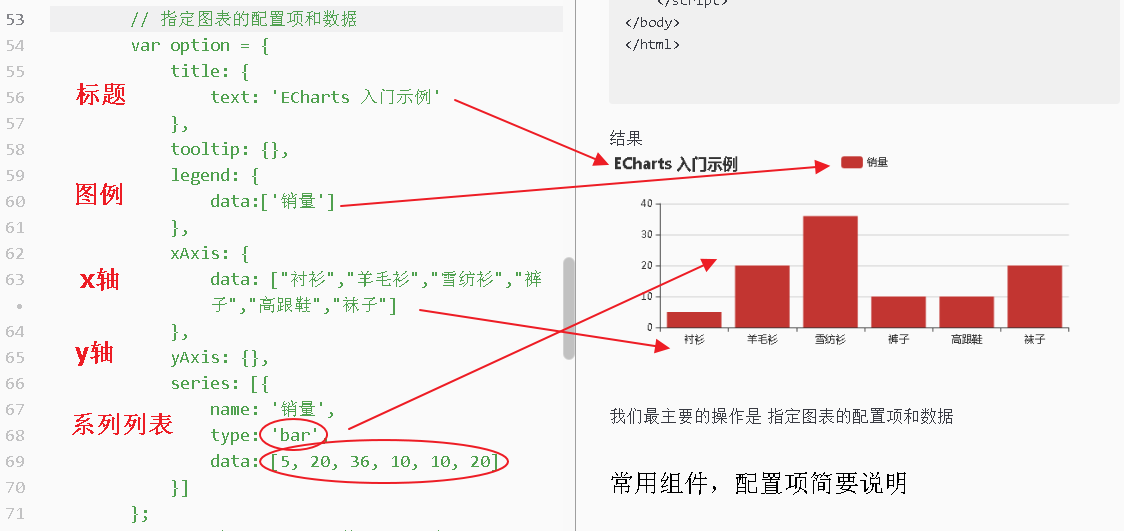 53 // 指定图表的配置项和数据
54 var option = {
55 title: {
标题
56 text: 'ECharts 入门示例'
57 },
58 tooltip: {},
59 legend: {
图例
60 data:['销量']
61 },
62 xAxis: {
x轴
63 data: ["衬衫","羊毛衫","雪纺衫","裤
• 子","高跟鞋","袜子"]
64 },
y轴
65 yAxis: {},
66 series: [{
67 name: '销量',
系列列表
68 type: 'bar',
69 data: [5, 20, 36, 10, 10, 20]
70 }]
71 };
</script>
</body>
</html>
结果
ECharts 入门示例
销量
40
30
20
10
0
衬衫 羊毛衫 雪纺衫 裤子 高跟鞋 袜子
我们最主要的操作是 指定图表的配置项和数据
常用组件，配置项简要说明